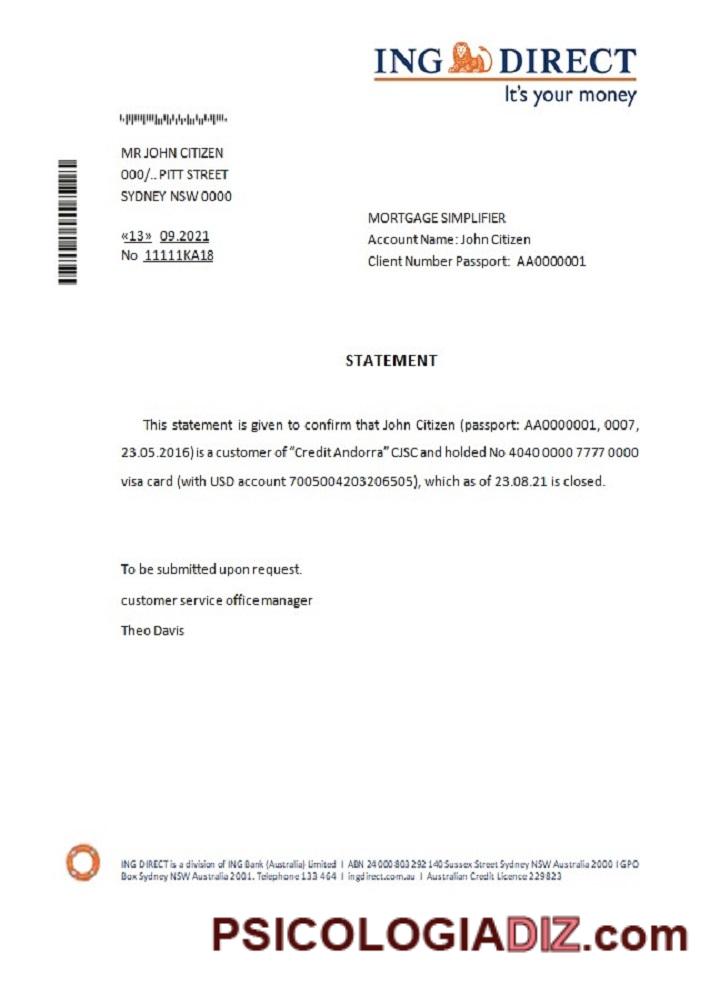 ING DIRECT
It's your money
MR JOHN CITIZEN
000/.. PITT STREET
SYDNEY NSW 0000
«13» 09.2021
No 11111KA18
MORTGAGE SIMPLIFIER
Account Name: John Citizen
Client Number Passport: AA0000001
STATEMENT
This statement is given to confirm that John Citizen (passport: AA0000001, 0007,
23.05.2016) is a customer of "Credit Andorra" CJSC and holded No 4040 0000 7777 0000
visa card (with USD account 7005004203206505), which as of 23.08.21 is closed.
To be submitted upon request.
customer service office manager
Theo Davis
ING DIRECT is a division of ING Bank (Australia) Limited I ABN 24 000 803 292 140 Sussex Street Sydney NSW Australia 2000 I GPO
Box Sydney NSW Australia 2001. Telephone 133 464 I ingdirect.com.au I Australian Credit Licence 229823
PSICOLOGIADIZ.com